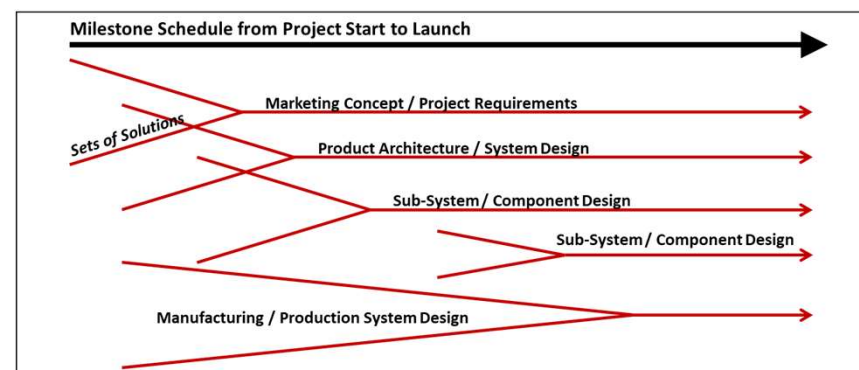 Milestone Schedule from Project Start to Launch
Marketing Concept / Project Requirements
Sets of Solutions
Product Architecture / System Design
Sub-System / Component Design
Sub-System / Component Design
Manufacturing / Production System Design